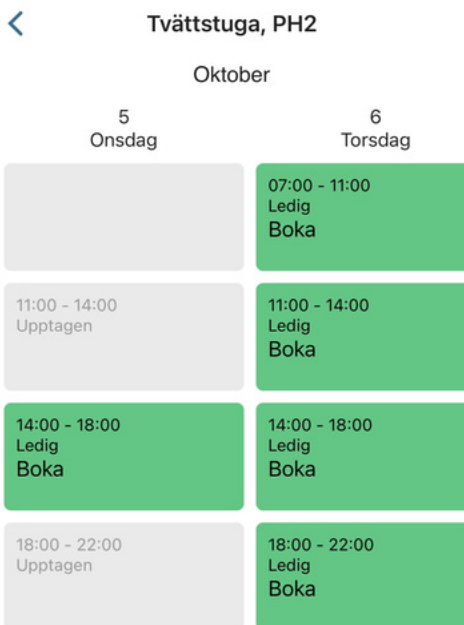 Tvättstuga, PH2
Oktober
5
Onsdag
6
Torsdag
07:00 - 11:00
Ledig
Boka
11:00 - 14:00
Upptagen
11:00 - 14:00
Ledig
Boka
14:00 - 18:00
Ledig
Boka
14:00 - 18:00
Ledig
Boka
18:00 - 22:00
Upptagen
18:00 - 22:00
Ledig
Boka